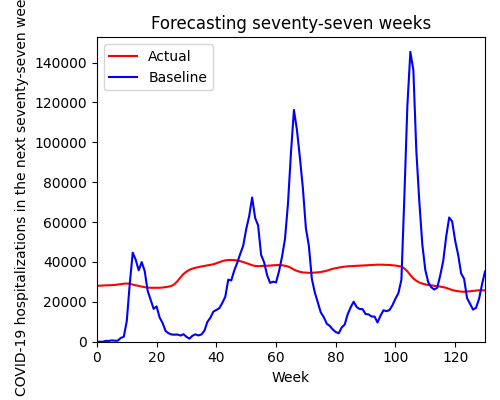 Forecasting seventy-seven weeks
COVID-19 hospitalizations in the next seventy-seven
Actual
Baseline
140000
120000
100000
80000
60000
40000
20000
0
0 20 40 60 80 100 120
Week